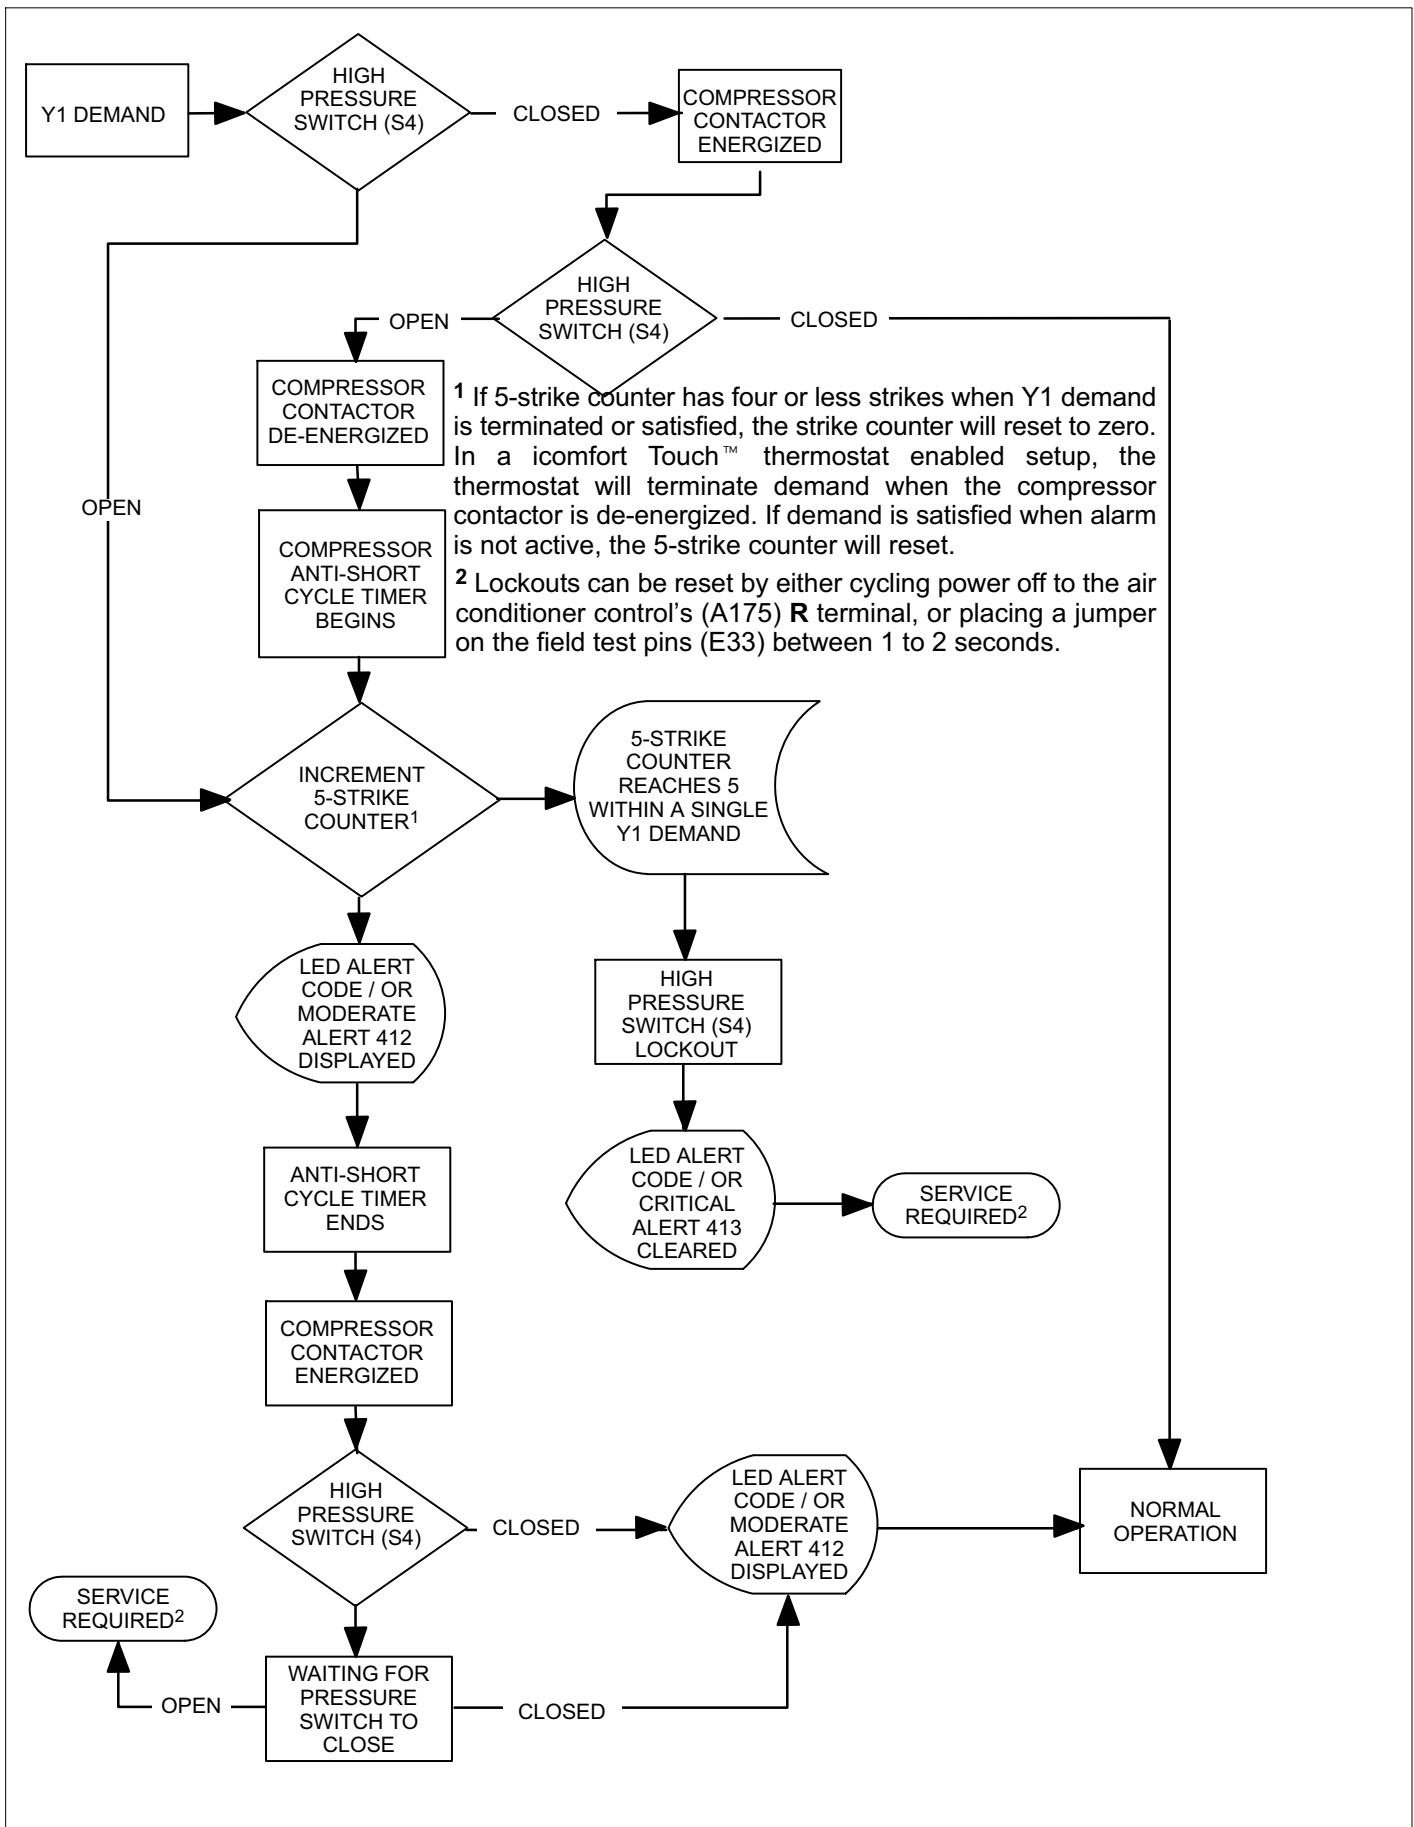 Y1 DEMAND
HIGH
PRESSURE
SWITCH (S4)
CLOSED
COMPRESSOR
CONTACTOR
ENERGIZED
HIGH
PRESSURE
SWITCH (S4)
OPEN
CLOSED
COMPRESSOR
CONTACTOR
DE-ENERGIZED
1 If 5-strike counter has four or less strikes when Y1 demand
is terminated or satisfied, the strike counter will reset to zero.
In a icomfort Touch™ thermostat enabled setup, the
thermostat will terminate demand when the compressor
contactor is de-energized. If demand is satisfied when alarm
is not active, the 5-strike counter will reset.
2 Lockouts can be reset by either cycling power off to the air
conditioner control's (A175) R terminal, or placing a jumper
on the field test pins (E33) between 1 to 2 seconds.
OPEN
COMPRESSOR
ANTI-SHORT
CYCLE TIMER
BEGINS
INCREMENT
5-STRIKE
COUNTER1
5-STRIKE
COUNTER
REACHES 5
WITHIN A SINGLE
Y1 DEMAND
LED ALERT
CODE / OR
MODERATE
ALERT 412
DISPLAYED
HIGH
PRESSURE
SWITCH (S4)
LOCKOUT
ANTI-SHORT
CYCLE TIMER
ENDS
LED ALERT
CODE / OR
CRITICAL
ALERT 413
CLEARED
SERVICE
REQUIRED2
COMPRESSOR
CONTACTOR
ENERGIZED
HIGH
PRESSURE
SWITCH (S4)
CLOSED
LED ALERT
CODE / OR
MODERATE
ALERT 412
DISPLAYED
NORMAL
OPERATION
SERVICE
REQUIRED2
OPEN
WAITING FOR
PRESSURE
SWITCH TO
CLOSE
CLOSED